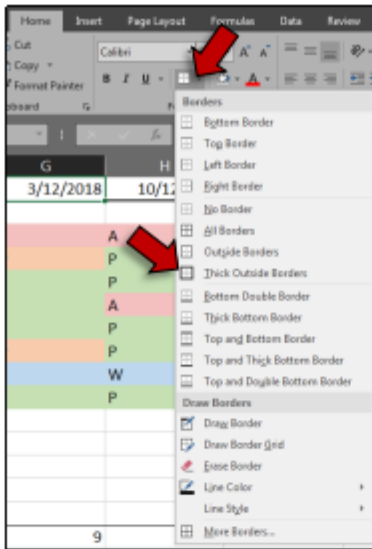 Home Insert Page Layout Formulas Data Review
Cut
Copy
Format Painter
Calibri
A A
B I U A
fx
G H
3/12/2018 10/12
A
P
P
A
P
P
W
P
9
Borders
Bottom Border
Top Border
Left Border
Right Border
No Border
All Borders
Outside Borders
Thick Outside Borders
Bottom Double Border
Thick Bottom Border
Top and Bottom Border
Top and Thick Bottom Border
Top and Double Bottom Border
Draw Borders
Draw Border
Draw Border Grid
Erase Border
Line Color
Line Style
More Borders...